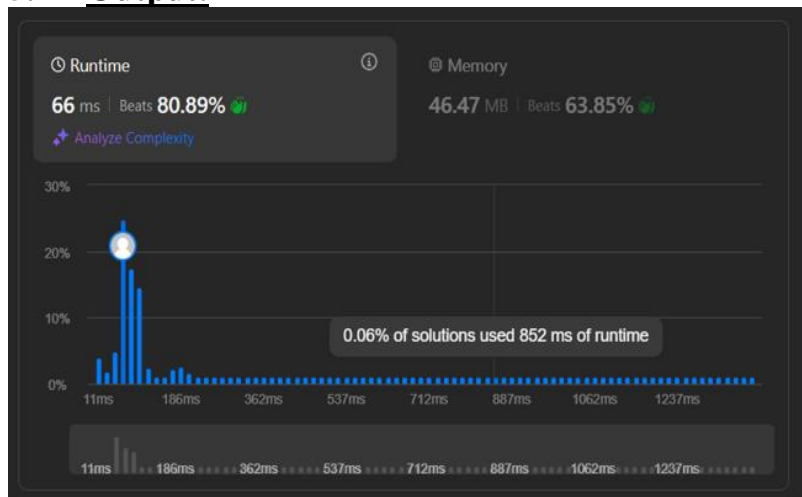 Runtime
Memory
66 ms | Beats 80.89%
46.47 MB | Beats 63.85%
Analyze Complexity
30%
20%
10%
0.06% of solutions used 852 ms of runtime
0%
11ms 186ms 362ms 537ms 712ms 887ms 1062ms 1237ms
11ms 186ms 362ms 537ms 712ms 887ms 1062ms 1237ms